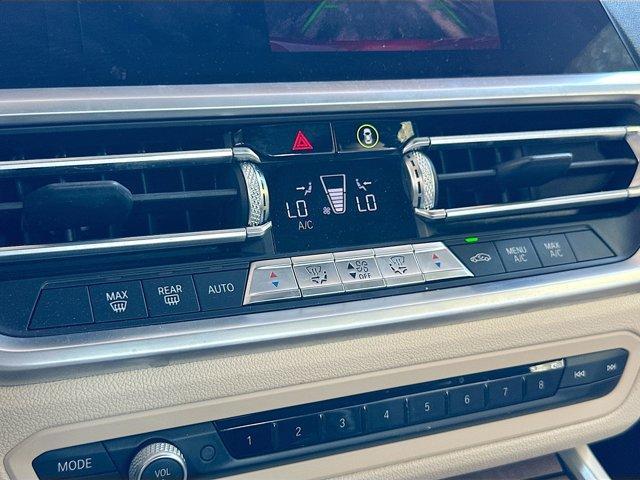 LO LO
A/C
MAX
REAR
AUTO
OFF
MENU
A/C
MAX
A/C
1 2 3 4 5 6 7 8
MODE
VOL